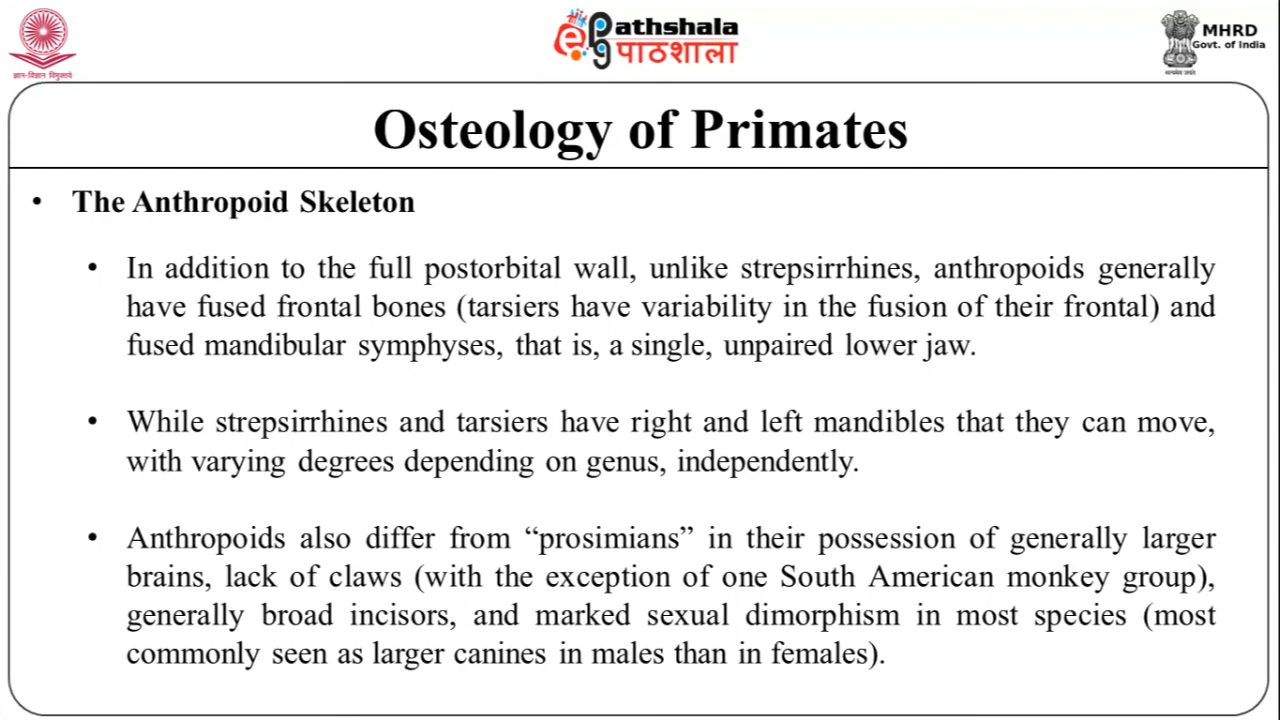 ज्ञान-विज्ञान विमुक्तये
ePathshala
पाठशाला
MHRD
Govt. of India
सत्यमेव जयते
Osteology of Primates
• The Anthropoid Skeleton
• In addition to the full postorbital wall, unlike strepsirrhines, anthropoids generally
have fused frontal bones (tarsiers have variability in the fusion of their frontal) and
fused mandibular symphyses, that is, a single, unpaired lower jaw.
• While strepsirrhines and tarsiers have right and left mandibles that they can move,
with varying degrees depending on genus, independently.
• Anthropoids also differ from “prosimians” in their possession of generally larger
brains, lack of claws (with the exception of one South American monkey group),
generally broad incisors, and marked sexual dimorphism in most species (most
commonly seen as larger canines in males than in females).